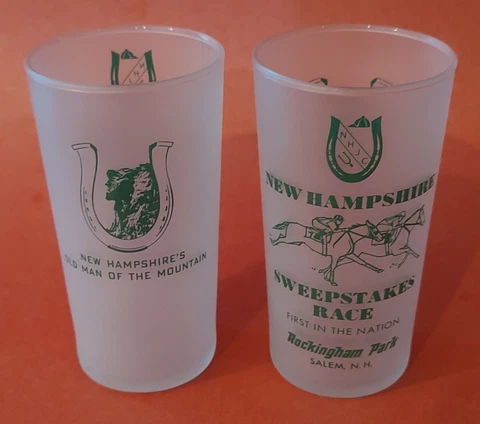 NEW HAMPSHIRE'S
OLD MAN OF THE MOUNTAIN
N H J C
NEW HAMPSHIRE
SWEEPSTAKES
RACE
FIRST IN THE NATION
Rockingham Park
SALEM, N. H.